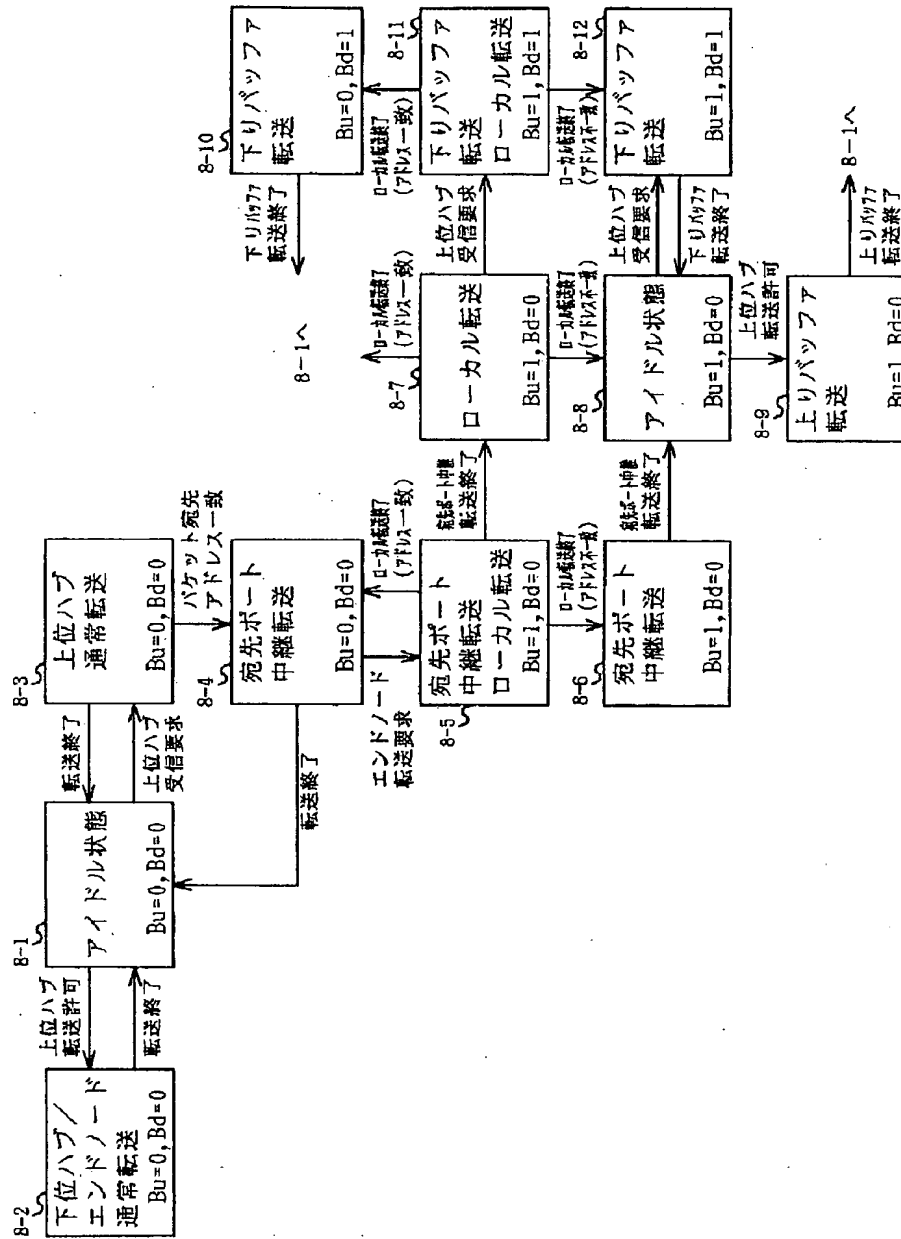 8-2
下位ハブ/
エンドノード
通常転送
Bu=0, Bd=0
上位ハブ
転送許可
転送終了
8-1
アイドル状態
Bu=0, Bd=0
転送終了
上位ハブ
受信要求
8-3
上位ハブ
通常転送
Bu=0, Bd=0
パケット宛先
アドレス一致
8-4
宛先ポート
中継転送
Bu=0, Bd=0
転送終了
エンドノード
転送要求
ローカル転送終了
(アドレス一致)
8-5
宛先ポート
中継転送
ローカル転送
Bu=1, Bd=0
ローカル転送終了
(アドレス不一致)
8-6
宛先ポート
中継転送
Bu=1, Bd=0
宛先ポート中継
転送終了
宛先ポート中継
転送終了
8-1へ
ローカル転送終了
(アドレス一致)
8-7
ローカル転送
Bu=1, Bd=0
ローカル転送終了
(アドレス不一致)
8-8
アイドル状態
Bu=1, Bd=0
上位ハブ
転送許可
8-9
上りバッファ
転送
Bu=1, Bd=0
上りバッファ
転送終了
8-1へ
下りバッファ
転送終了
8-10
下りバッファ
転送
Bu=0, Bd=1
ローカル転送終了
(アドレス一致)
上位ハブ
受信要求
8-11
下りバッファ
転送
ローカル転送
Bu=1, Bd=1
ローカル転送終了
(アドレス不一致)
上位ハブ
受信要求
下りバッファ
転送終了
8-12
下りバッファ
転送
Bu=1, Bd=1